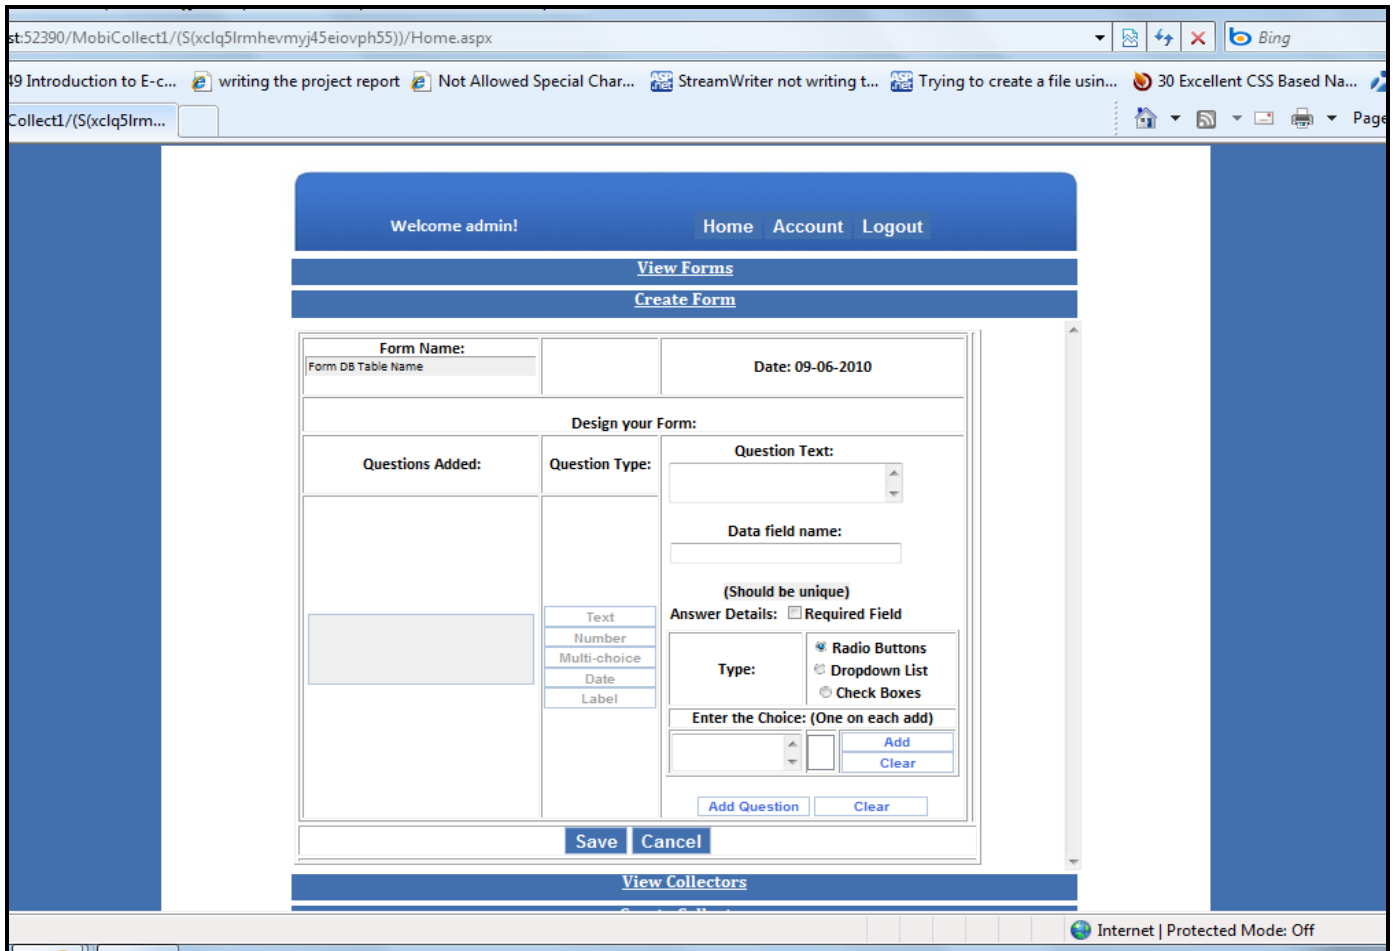 st:52390/MobiCollect1/(S(xclq5lrmhevmyj45eiovph55))/Home.aspx
Bing
49 Introduction to E-c... writing the project report Not Allowed Special Char... StreamWriter not writing t... Trying to create a file usin... 30 Excellent CSS Based Na...
Collect1/(S(xclq5lrm...
Page
Welcome admin!
Home Account Logout
View Forms
Create Form
Form Name:
Form DB Table Name
Date: 09-06-2010
Design your Form:
Questions Added:
Question Type:
Question Text:
Data field name:
(Should be unique)
Answer Details: Required Field
Text
Number
Multi-choice
Date
Label
Type:
Radio Buttons
Dropdown List
Check Boxes
Enter the Choice: (One on each add)
Add
Clear
Add Question Clear
Save Cancel
View Collectors
Internet | Protected Mode: Off